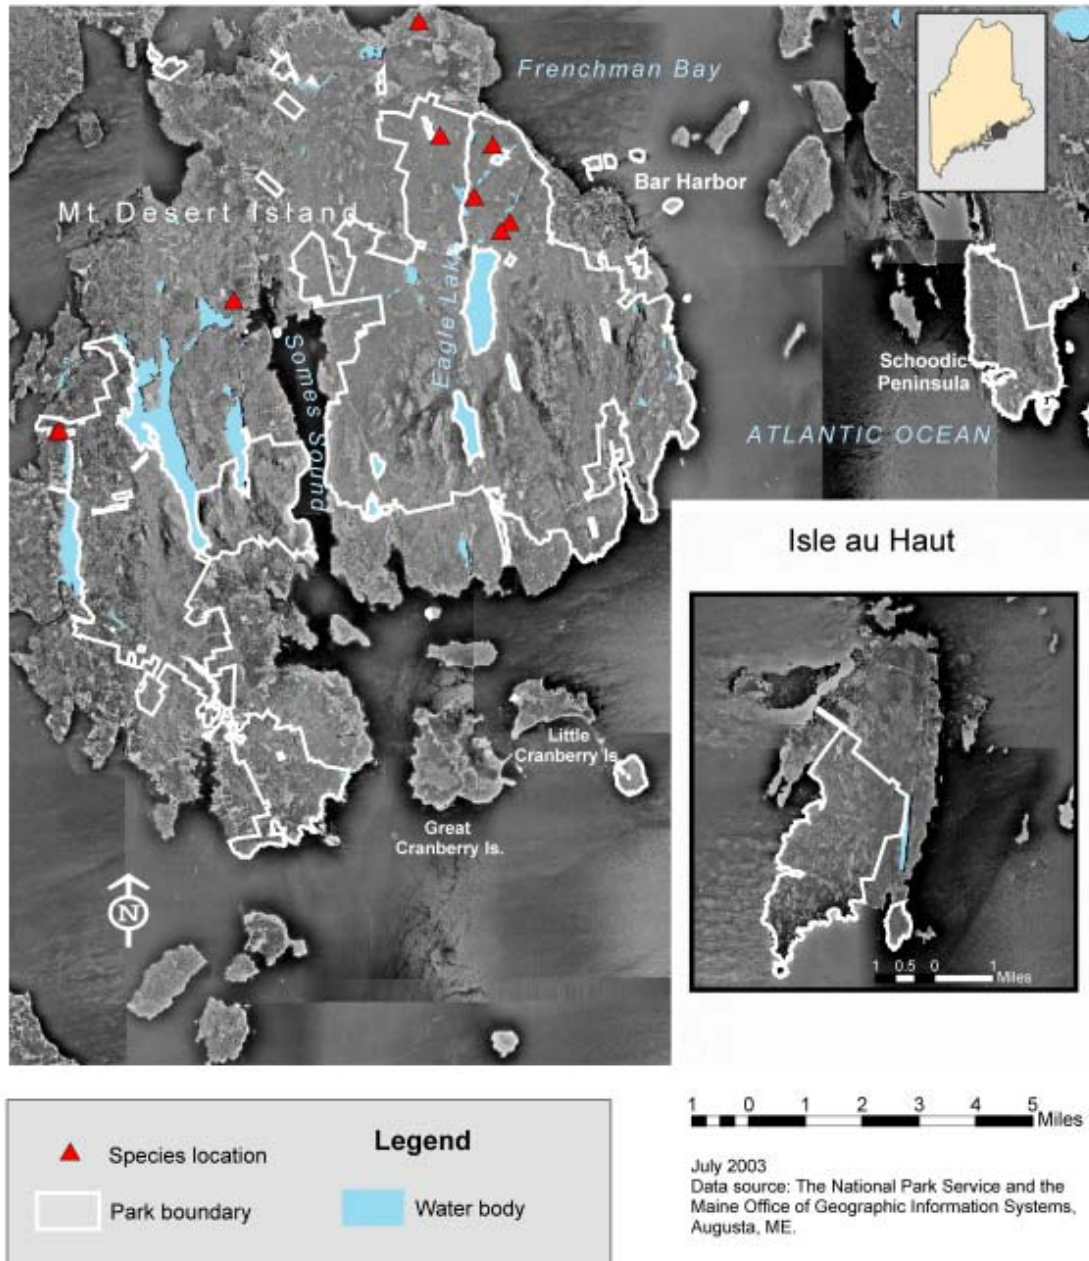 Frenchman Bay
Bar Harbor
Mt. Desert Island
Eagle Lake
Somes Sound
Schoodic
Peninsula
ATLANTIC OCEAN
Isle au Haut
Little
Cranberry Is.
Great
Cranberry Is.
N
1 0.5 0 1
Miles
Legend
Species location
Park boundary
Water body
1 0 1 2 3 4 5
Miles
July 2003
Data source: The National Park Service and the
Maine Office of Geographic Information Systems,
Augusta, ME.